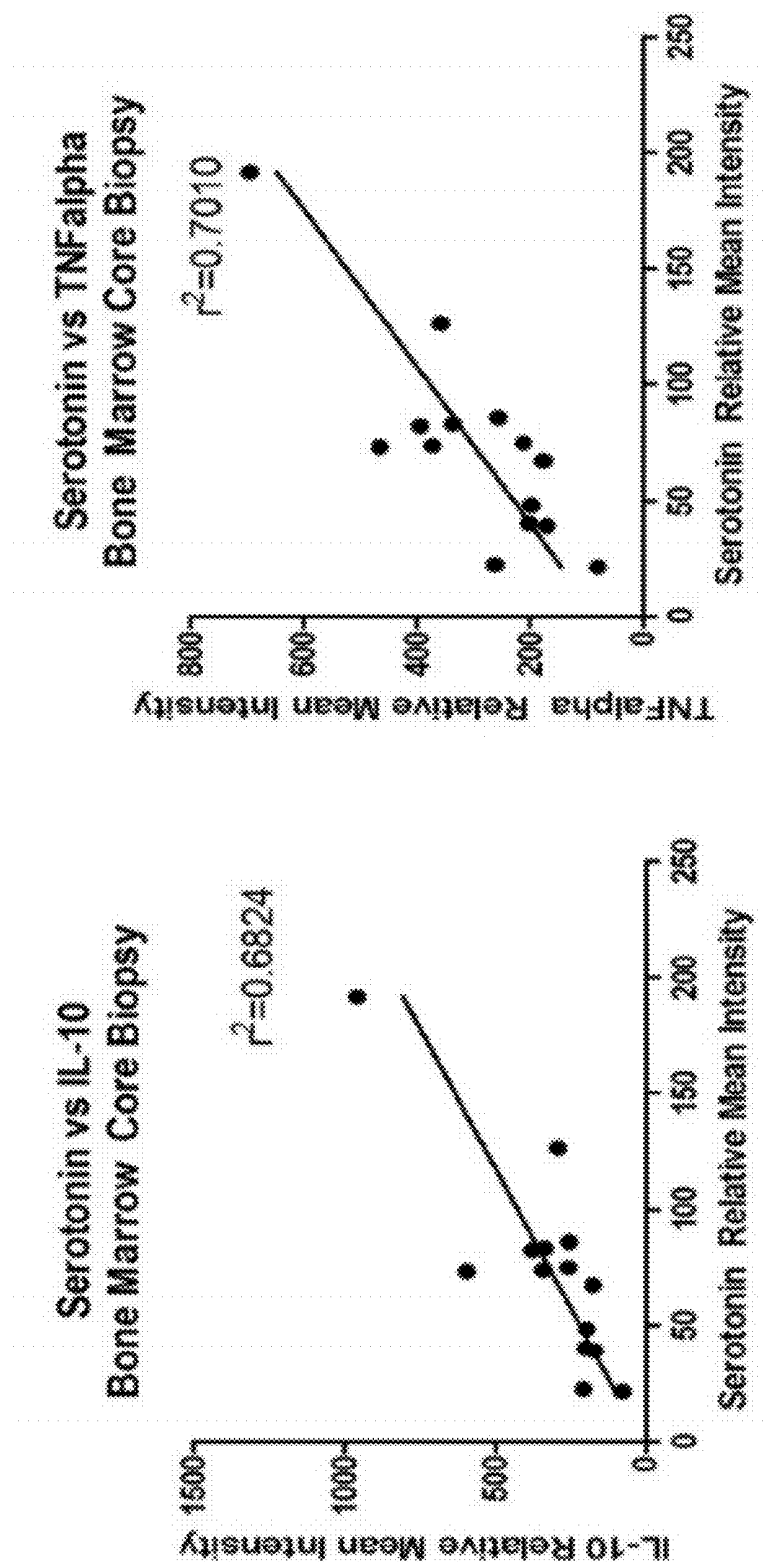 Serotonin vs IL-10
Bone Marrow Core Biopsy
r²=0.6824
IL-10 Relative Mean Intensity
1500
1000
500
0
0 50 100 150 200 250
Serotonin Relative Mean Intensity
Serotonin vs TNFalpha
Bone Marrow Core Biopsy
r²=0.7010
TNFalpha Relative Mean Intensity
800
600
400
200
0
0 50 100 150 200 250
Serotonin Relative Mean Intensity